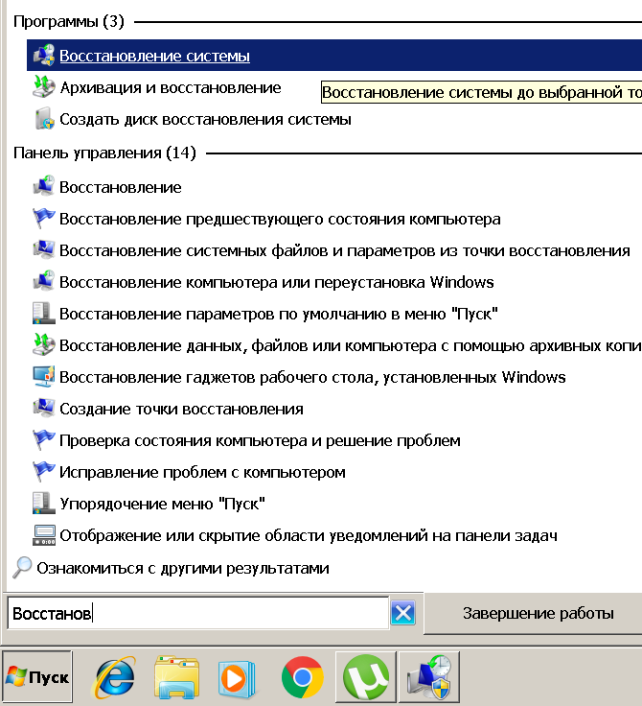 Программы (3)
Восстановление системы
Архивация и восстановление
Восстановление системы до выбранной
Создать диск восстановления системы
Панель управления (14)
Восстановление
Восстановление предшествующего состояния компьютера
Восстановление системных файлов и параметров из точки восстановления
Восстановление компьютера или переустановка Windows
Восстановление параметров по умолчанию в меню "Пуск"
Восстановление данных, файлов или компьютера с помощью архивных копи
Восстановление гаджетов рабочего стола, установленных Windows
Создание точки восстановления
Проверка состояния компьютера и решение проблем
Исправление проблем с компьютером
Упорядочение меню "Пуск"
Отображение или скрытие области уведомлений на панели задач
Ознакомиться с другими результатами
Восстанов
Завершение работы
Пуск